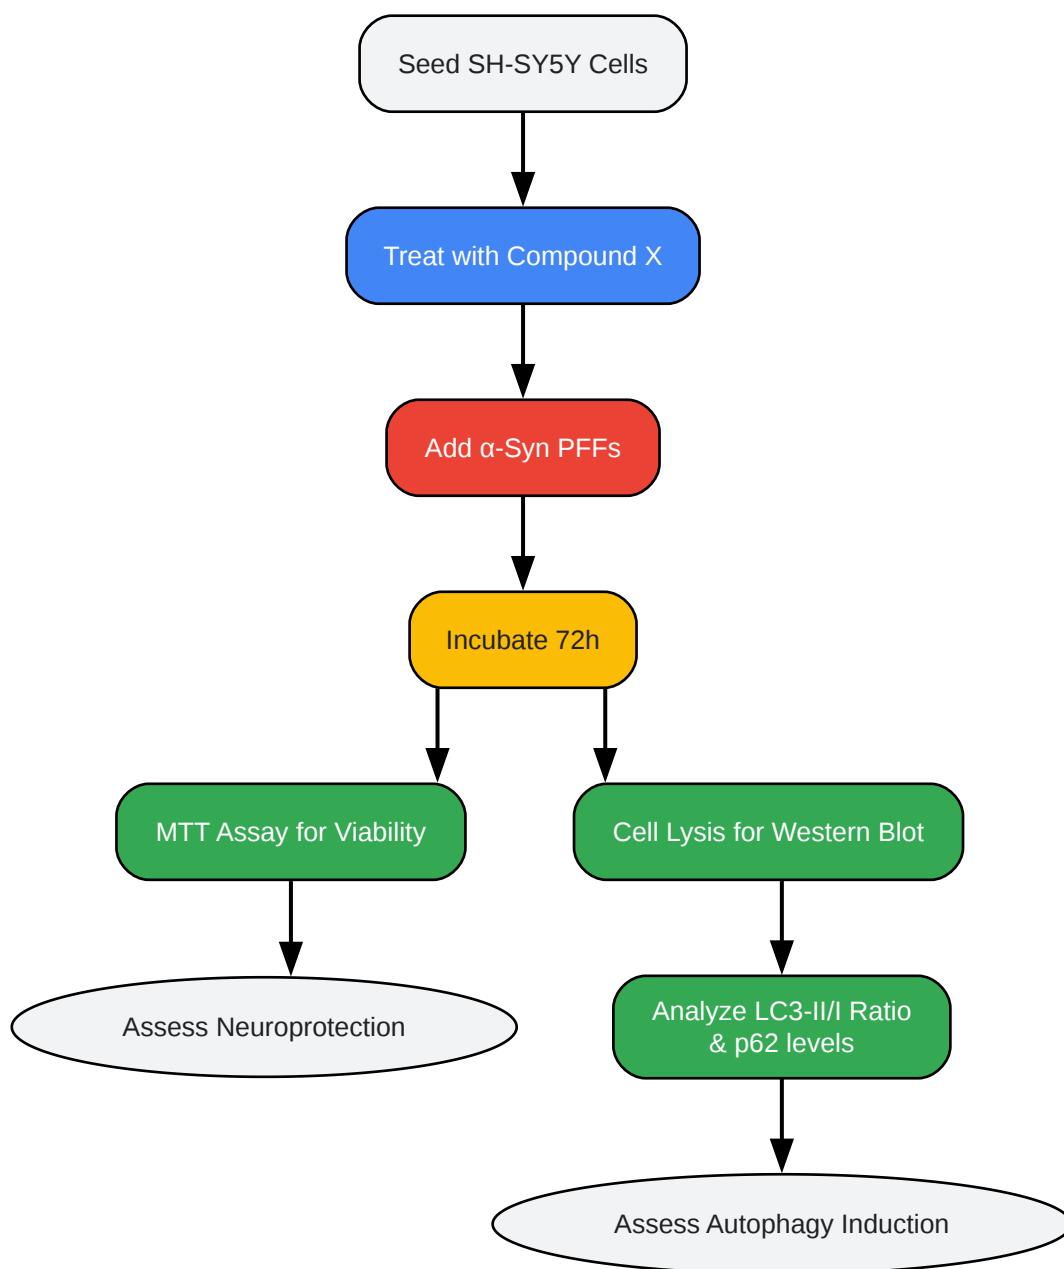 Seed SH-SY5Y Cells
Treat with Compound X
Add α-Syn PFFs
Incubate 72h
MTT Assay for Viability
Cell Lysis for Western Blot
Assess Neuroprotection
Analyze LC3-II/I Ratio
& p62 levels
Assess Autophagy Induction